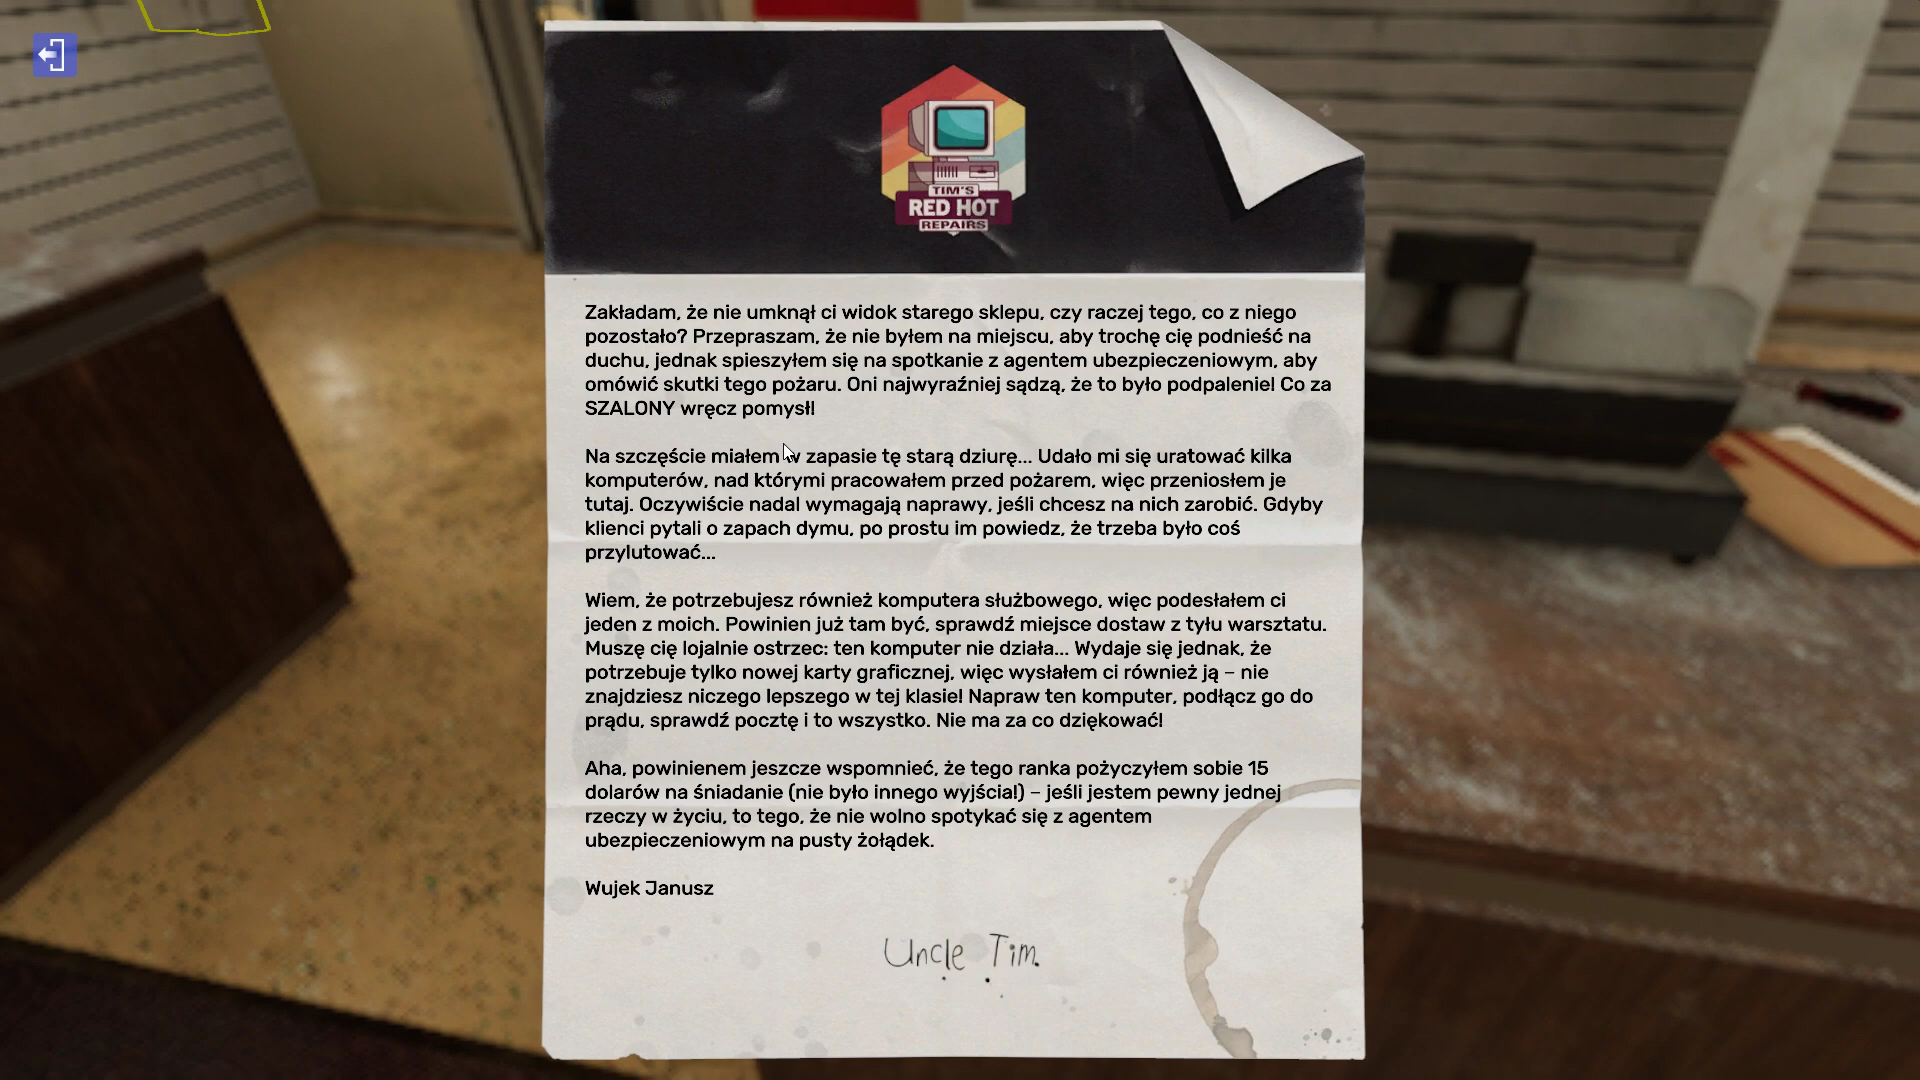 TIM'S
RED HOT
REPAIRS
Zakładam, że nie umknął ci widok starego sklepu, czy raczej tego, co z niego
pozostało? Przepraszam, że nie byłem na miejscu, aby trochę cię podnieść na
duchu, jednak spieszyłem się na spotkanie z agentem ubezpieczeniowym, aby
omówić skutki tego pożaru. Oni najwyraźniej sądzą, że to było podpalenie! Co za
SZALONY wręcz pomysł!
Na szczęście miałem w zapasie tę starą dziurę... Udało mi się uratować kilka
komputerów, nad którymi pracowałem przed pożarem, więc przeniosłem je
tutaj. Oczywiście nadal wymagają naprawy, jeśli chcesz na nich zarobić. Gdyby
klienci pytali o zapach dymu, po prostu im powiedz, że trzeba było coś
przylutować...
Wiem, że potrzebujesz również komputera służbowego, więc podesłałem ci
jeden z moich. Powinien już tam być, sprawdź miejsce dostaw z tyłu warsztatu.
Muszę cię lojalnie ostrzec: ten komputer nie działa... Wydaje się jednak, że
potrzebuje tylko nowej karty graficznej, więc wysłałem ci również ją – nie
znajdziesz niczego lepszego w tej klasie! Napraw ten komputer, podłącz go do
prądu, sprawdź pocztę i to wszystko. Nie ma za co dziękować!
Aha, powinienem jeszcze wspomnieć, że tego ranka pożyczyłem sobie 15
dolarów na śniadanie (nie było innego wyjścia!) – jeśli jestem pewny jednej
rzeczy w życiu, to tego, że nie wolno spotykać się z agentem
ubezpieczeniowym na pusty żołądek.
Wujek Janusz
Uncle Tim.